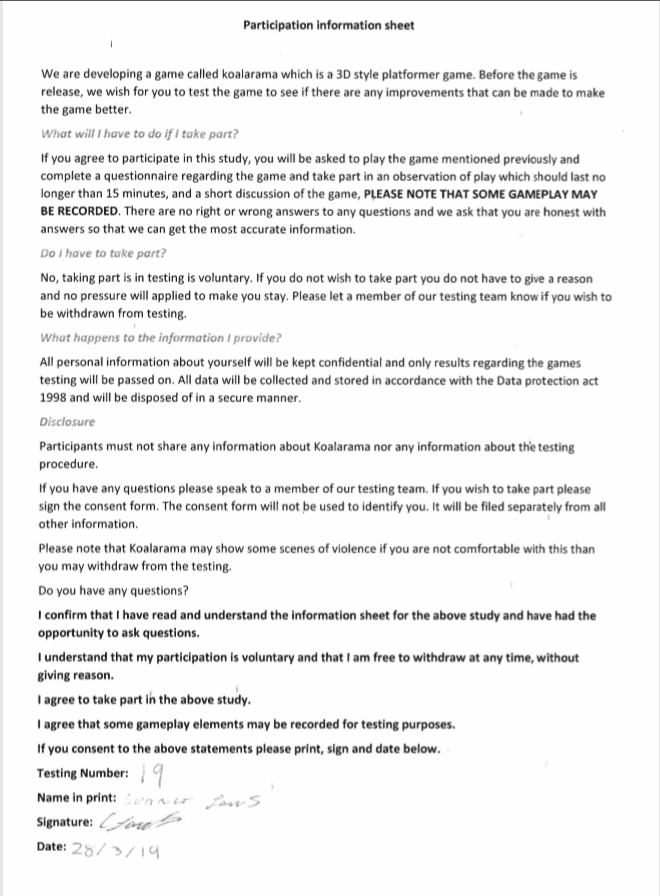 Participation information sheet
We are developing a game called koalarama which is a 3D style platformer game. Before the game is
release, we wish for you to test the game to see if there are any improvements that can be made to make
the game better.
What will I have to do if I take part?
If you agree to participate in this study, you will be asked to play the game mentioned previously and
complete a questionnaire regarding the game and take part in an observation of play which should last no
longer than 15 minutes, and a short discussion of the game, PLEASE NOTE THAT SOME GAMEPLAY MAY
BE RECORDED. There are no right or wrong answers to any questions and we ask that you are honest with
answers so that we can get the most accurate information.
Do I have to take part?
No, taking part is in testing is voluntary. If you do not wish to take part you do not have to give a reason
and no pressure will applied to make you stay. Please let a member of our testing team know if you wish to
be withdrawn from testing.
What happens to the information I provide?
All personal information about yourself will be kept confidential and only results regarding the games
testing will be passed on. All data will be collected and stored in accordance with the Data protection act
1998 and will be disposed of in a secure manner.
Disclosure
Participants must not share any information about Koalarama nor any information about the testing
procedure.
If you have any questions please speak to a member of our testing team. If you wish to take part please
sign the consent form. The consent form will not be used to identify you. It will be filed separately from all
other information.
Please note that Koalarama may show some scenes of violence if you are not comfortable with this than
you may withdraw from the testing.
Do you have any questions?
I confirm that I have read and understand the information sheet for the above study and have had the
opportunity to ask questions.
I understand that my participation is voluntary and that I am free to withdraw at any time, without
giving reason.
I agree to take part in the above study.
I agree that some gameplay elements may be recorded for testing purposes.
If you consent to the above statements please print, sign and date below.
Testing Number: 19
Name in print:
Signature:
Date: 28/3/19